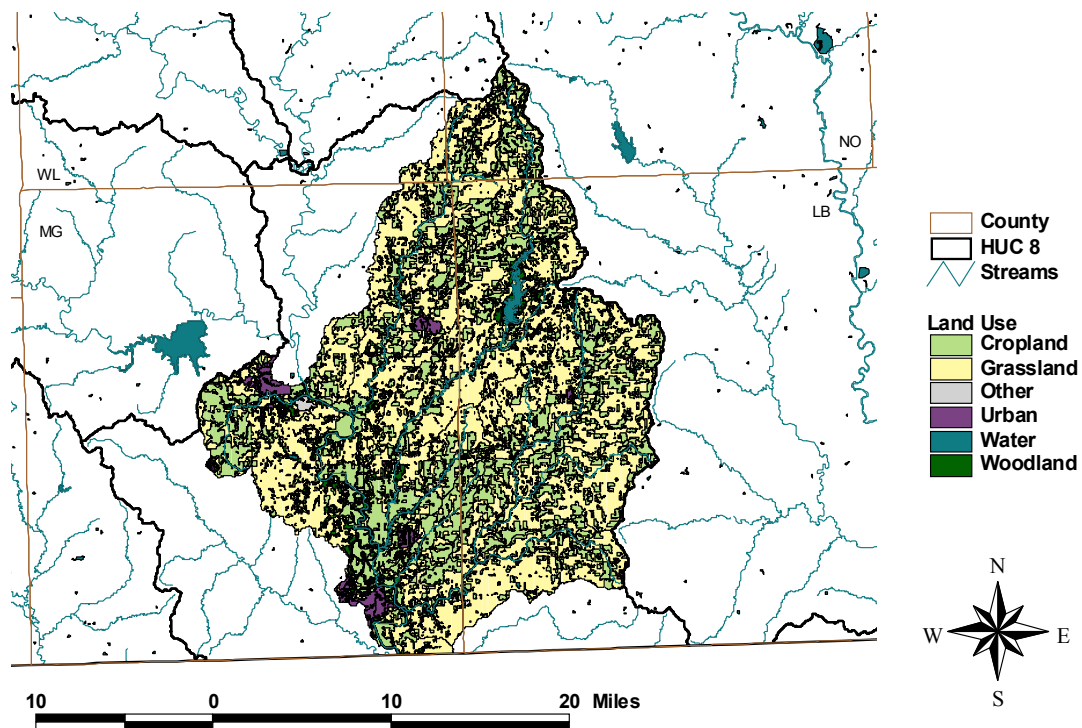 NO
WL
LB
MG
County
HUC 8
Streams
Land Use
Cropland
Grassland
Other
Urban
Water
Woodland
N
W E
S
10 0 10 20 Miles